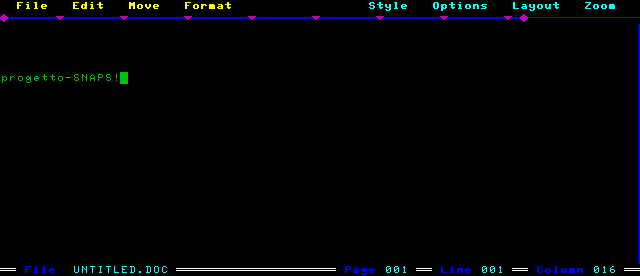 File Edit Move Format Style Options Layout Zoom
progetto-SNAPS!
File UNTITLED.DOC Page 001 Line 001 Column 016